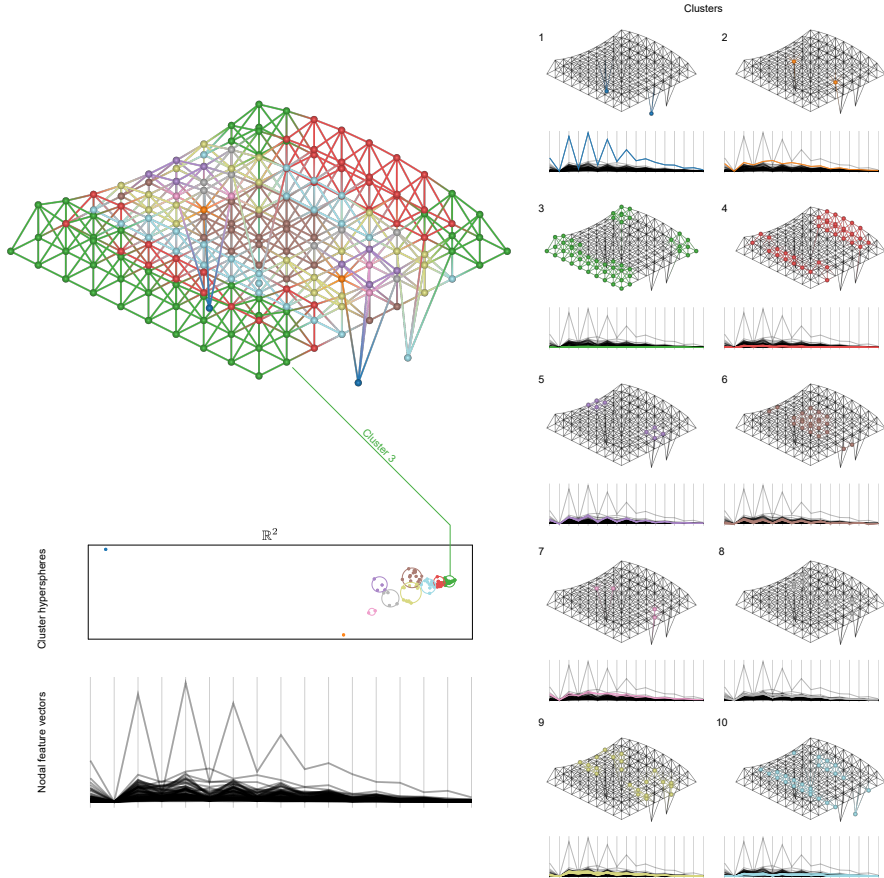 Clusters
1
2
3
4
5
6
7
8
9
10
Cluster 3
ℝ²
Cluster hyperspheres
Nodal feature vectors